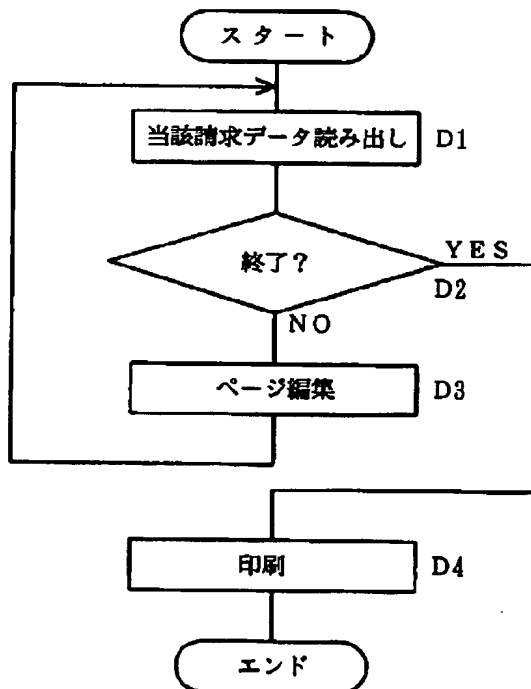 スタート
当該請求データ読み出し D1
終了? YES
D2
NO
ページ編集 D3
印刷 D4
エンド